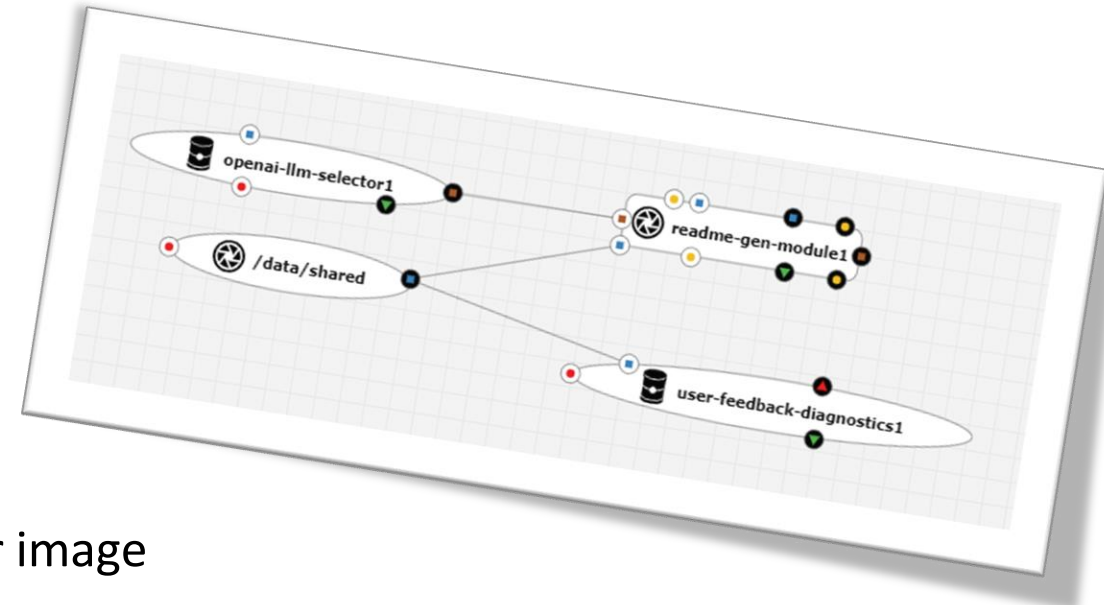 openai-llm-selector1
readme-gen-module1
/data/shared
user-feedback-diagnostics1
image